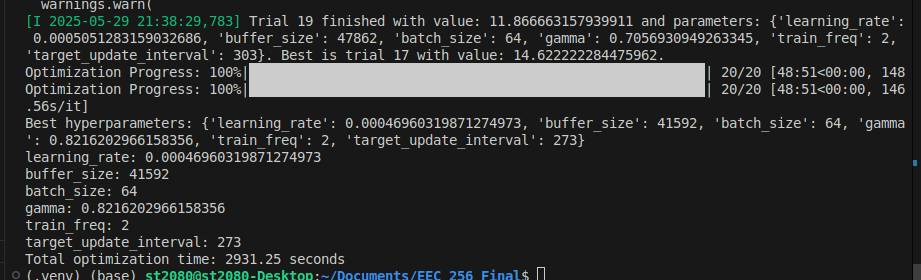 warnings.warn(
[I 2025-05-29 21:38:29,783] Trial 19 finished with value: 11.866663157939911 and parameters: {'learning_rate':
 0.0005051283159032686, 'buffer_size': 47862, 'batch_size': 64, 'gamma': 0.7056930949263345, 'train_freq': 2,
'target_update_interval': 303}. Best is trial 17 with value: 14.622222284475962.
Optimization Progress: 100%| | 20/20 [48:51<00:00, 148
Optimization Progress: 100%| | 20/20 [48:51<00:00, 146
.56s/it]
Best hyperparameters: {'learning_rate': 0.00046960319871274973, 'buffer_size': 41592, 'batch_size': 64, 'gamma
': 0.8216202966158356, 'train_freq': 2, 'target_update_interval': 273}
learning_rate: 0.00046960319871274973
buffer_size: 41592
batch_size: 64
gamma: 0.8216202966158356
train_freq: 2
target_update_interval: 273
Total optimization time: 2931.25 seconds
(.venv) (base) st2080@st2080-Desktop:~/Documents/EEC_256_Final$